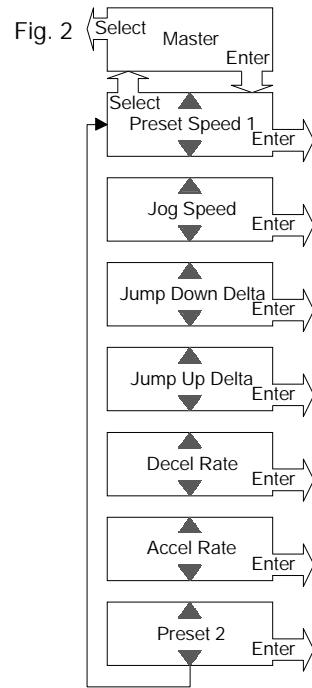 Fig. 2
Select
Master
Enter
Select
Preset Speed 1
Enter
Jog Speed
Enter
Jump Down Delta
Enter
Jump Up Delta
Enter
Decel Rate
Enter
Accel Rate
Enter
Preset 2
Enter